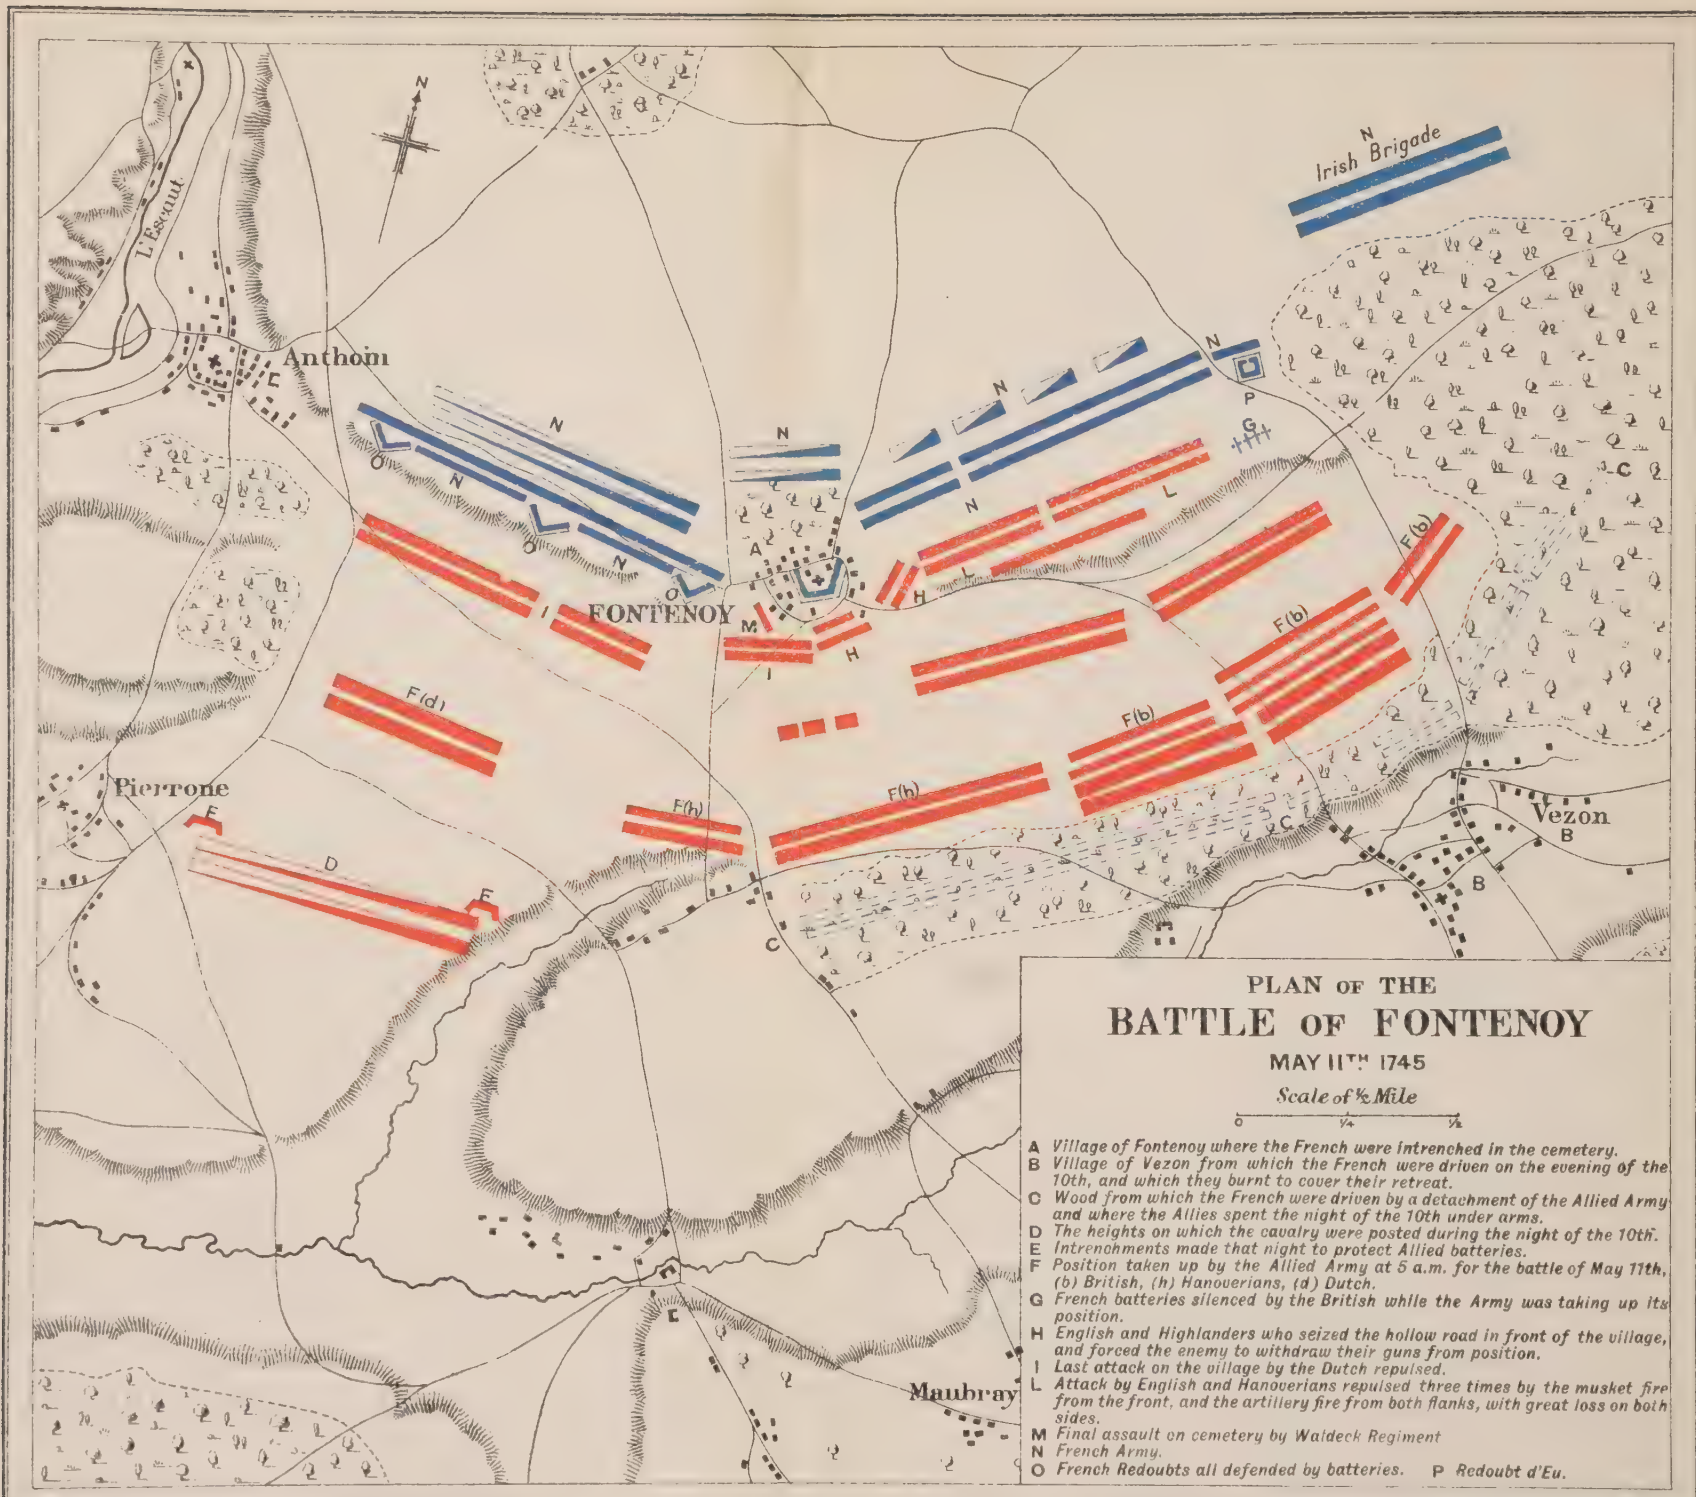 N
N
Irish Brigade
L'Escaut
Anthoin
N
N
N
P
G
N
N
O
N
N
L
C
O
A
F(b)
N
L
O
H
FONTENOY
M
I
H
I
F(b)
F(d)
F(b)
Pierrone
E
F(h)
F(h)
Vezon
B
C
D
E
B
C
PLAN OF THE
BATTLE OF FONTENOY
MAY 11TH. 1745
Scale of ½ Mile
0 ¼ ½
A Village of Fontenoy where the French were intrenched in the cemetery.
B Village of Vezon from which the French were driven on the evening of the
10th, and which they burnt to cover their retreat.
C Wood from which the French were driven by a detachment of the Allied Army
and where the Allies spent the night of the 10th under arms.
D The heights on which the cavalry were posted during the night of the 10th.
E Intrenchments made that night to protect Allied batteries.
F Position taken up by the Allied Army at 5 a.m. for the battle of May 11th,
(b) British, (h) Hanoverians, (d) Dutch.
G French batteries silenced by the British while the Army was taking up its
position.
H English and Highlanders who seized the hollow road in front of the village,
and forced the enemy to withdraw their guns from position.
I Last attack on the village by the Dutch repulsed.
L Attack by English and Hanoverians repulsed three times by the musket fire
from the front, and the artillery fire from both flanks, with great loss on both
sides.
M Final assault on cemetery by Waldeck Regiment
N French Army.
O French Redoubts all defended by batteries. P Redoubt d'Eu.
Maubray